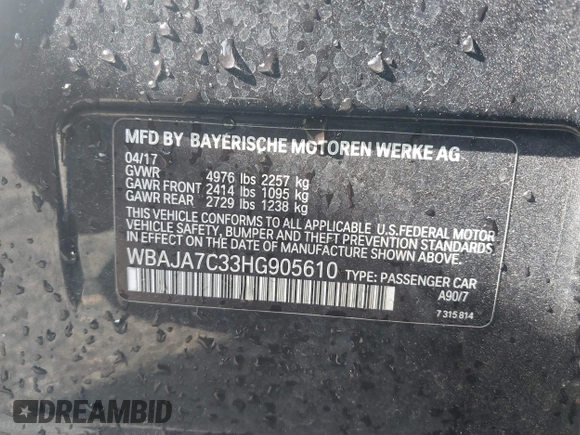 MFD BY BAYERISCHE MOTOREN WERKE AG
04/17
GVWR 4976 lbs 2257 kg
GAWR FRONT 2414 lbs 1095 kg
GAWR REAR 2729 lbs 1238 kg
THIS VEHICLE CONFORMS TO ALL APPLICABLE U.S.FEDERAL MOTOR
VEHICLE SAFETY, BUMPER AND THEFT PREVENTION STANDARDS
IN EFFECT ON THE DATE OF MANUFACTURE SHOWN ABOVE.
WBAJA7C33HG905610 TYPE: PASSENGER CAR
A90/7
7 315 814
DREAMBID